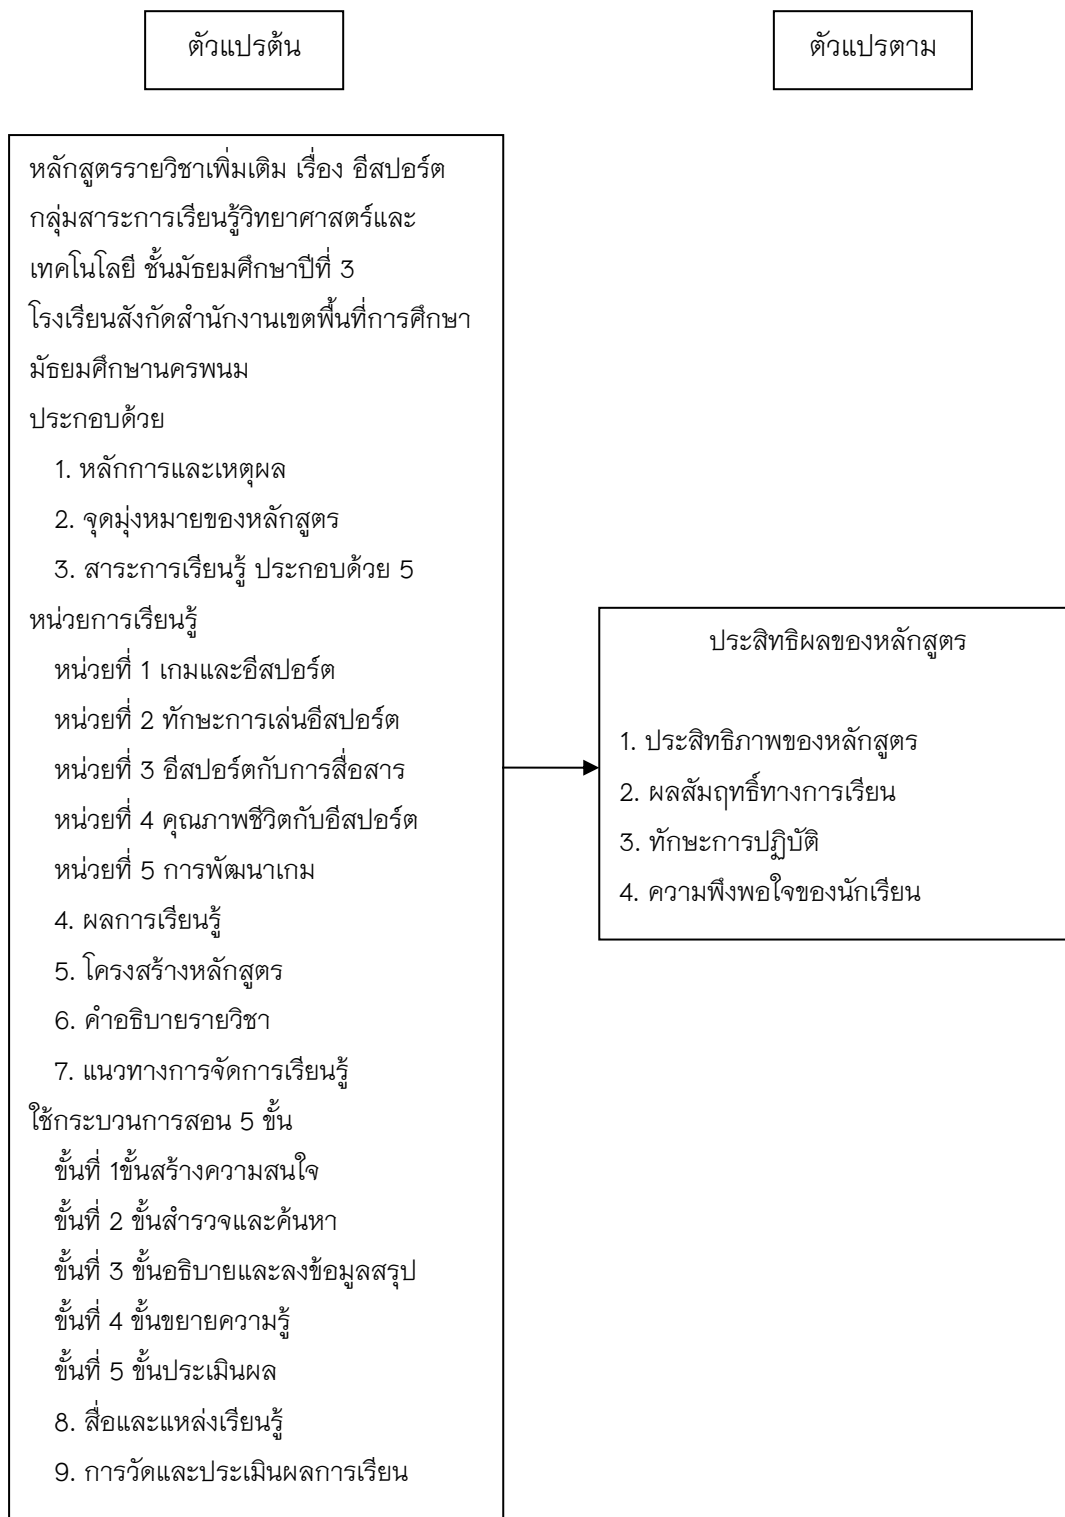 ตัวแปรต้น
ตัวแปรตาม
หลักสูตรรายวิชาเพิ่มเติม เรื่อง อีสปอร์ต
กลุ่มสาระการเรียนรู้วิทยาศาสตร์และ
เทคโนโลยี ชั้นมัธยมศึกษาปีที่ 3
โรงเรียนสังกัดสำนักงานเขตพื้นที่การศึกษา
มัธยมศึกษานครพนม
ประกอบด้วย
1. หลักการและเหตุผล
2. จุดมุ่งหมายของหลักสูตร
3. สาระการเรียนรู้ ประกอบด้วย 5
หน่วยการเรียนรู้
หน่วยที่ 1 เกมและอีสปอร์ต
หน่วยที่ 2 ทักษะการเล่นอีสปอร์ต
หน่วยที่ 3 อีสปอร์ตกับการสื่อสาร
หน่วยที่ 4 คุณภาพชีวิตกับอีสปอร์ต
หน่วยที่ 5 การพัฒนาเกม
4. ผลการเรียนรู้
5. โครงสร้างหลักสูตร
6. คำอธิบายรายวิชา
7. แนวทางการจัดการเรียนรู้
ใช้กระบวนการสอน 5 ขั้น
ขั้นที่ 1ขั้นสร้างความสนใจ
ขั้นที่ 2 ขั้นสำรวจและค้นหา
ขั้นที่ 3 ขั้นอธิบายและลงข้อมูลสรุป
ขั้นที่ 4 ขั้นขยายความรู้
ขั้นที่ 5 ขั้นประเมินผล
8. สื่อและแหล่งเรียนรู้
9. การวัดและประเมินผลการเรียน
ประสิทธิผลของหลักสูตร
1. ประสิทธิภาพของหลักสูตร
2. ผลสัมฤทธิ์ทางการเรียน
3. ทักษะการปฏิบัติ
4. ความพึงพอใจของนักเรียน